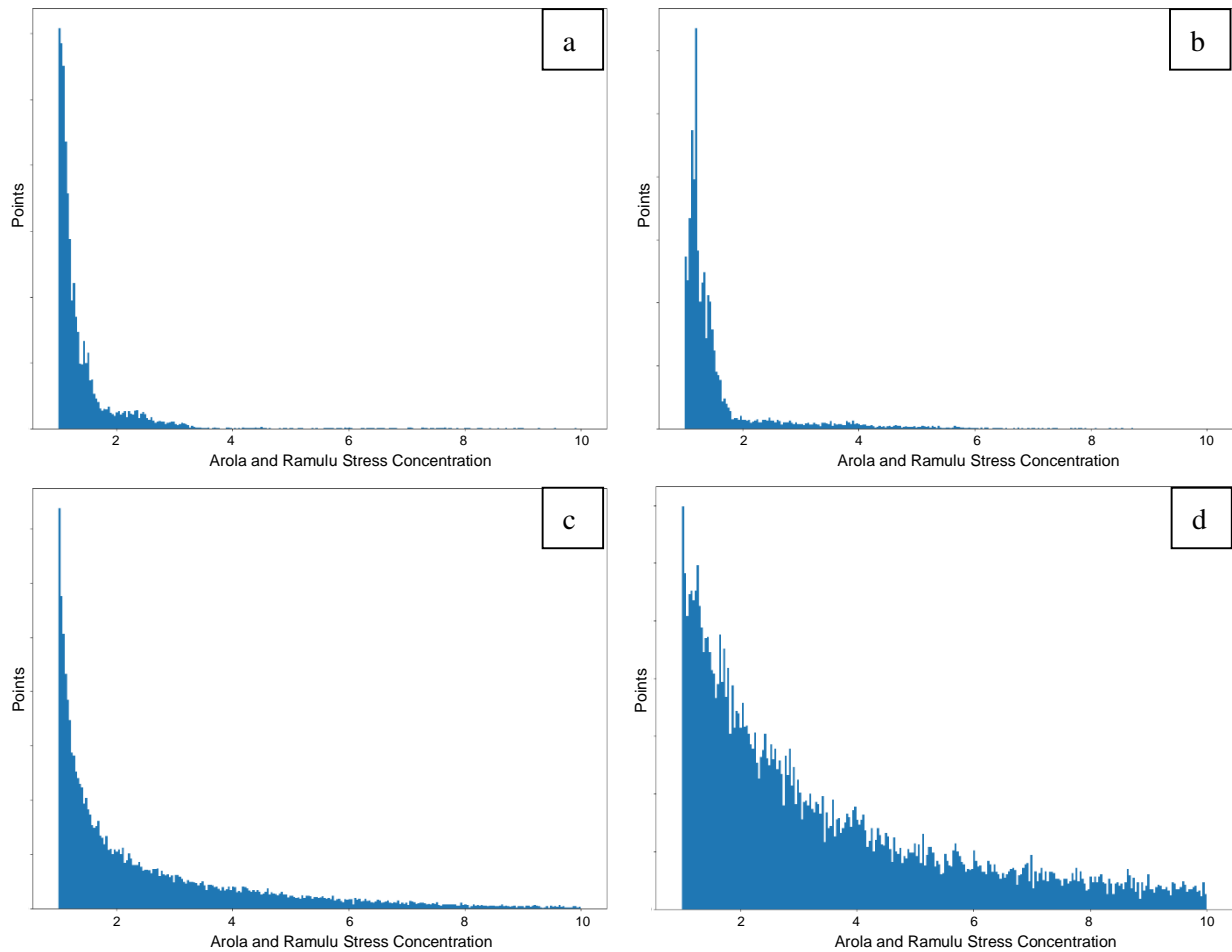 a
Points
2 4 6 8 10
Arola and Ramulu Stress Concentration
b
Points
2 4 6 8 10
Arola and Ramulu Stress Concentration
c
Points
2 4 6 8 10
Arola and Ramulu Stress Concentration
d
Points
2 4 6 8 10
Arola and Ramulu Stress Concentration